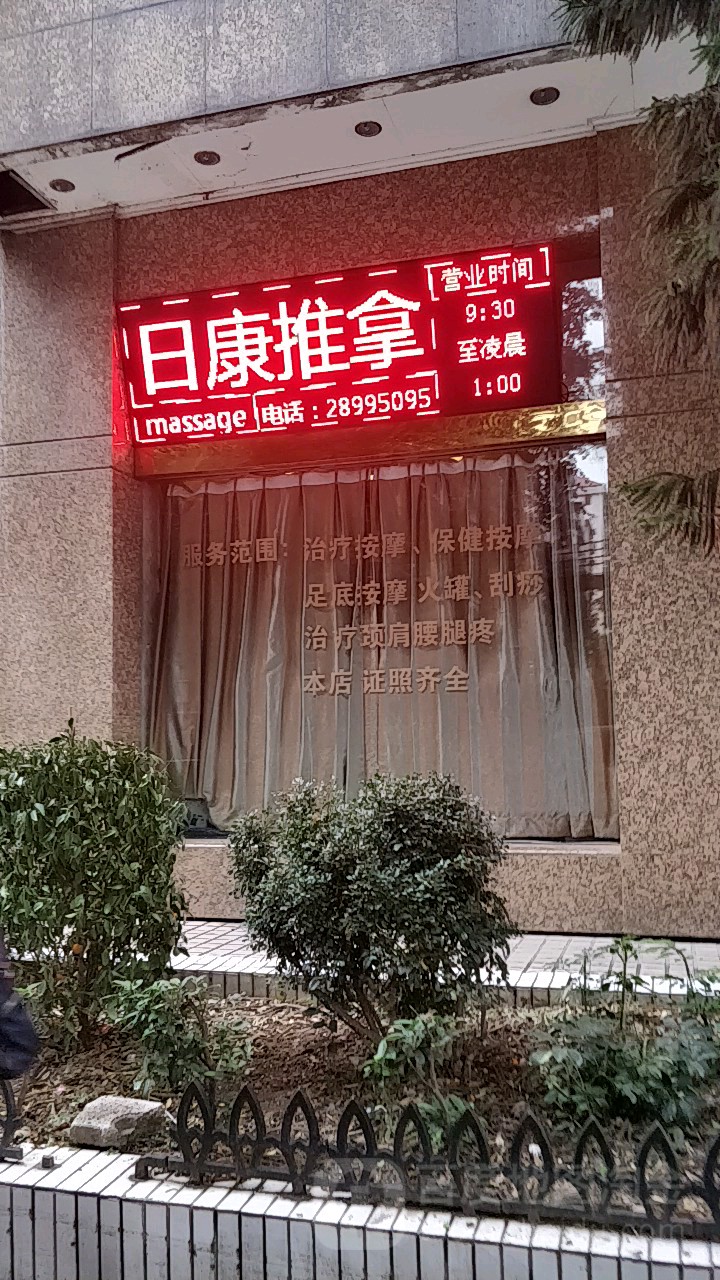 日康推拿
massage 电话：28995095
营业时间
9:30
至凌晨
1:00
服务范围：治疗按摩、保健按摩
足底按摩 火罐、刮痧
治疗颈肩腰腿疼
本店 证照齐全